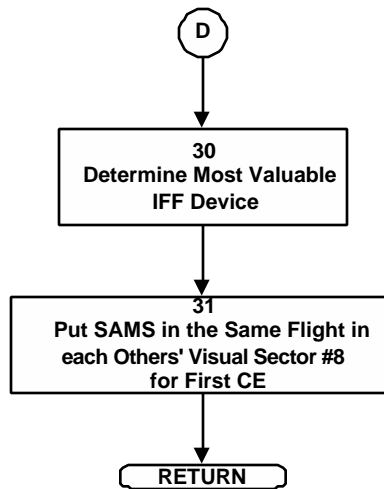 D
30
Determine Most Valuable
IFF Device
31
Put SAMS in the Same Flight in
each Others' Visual Sector #8
for First CE
RETURN